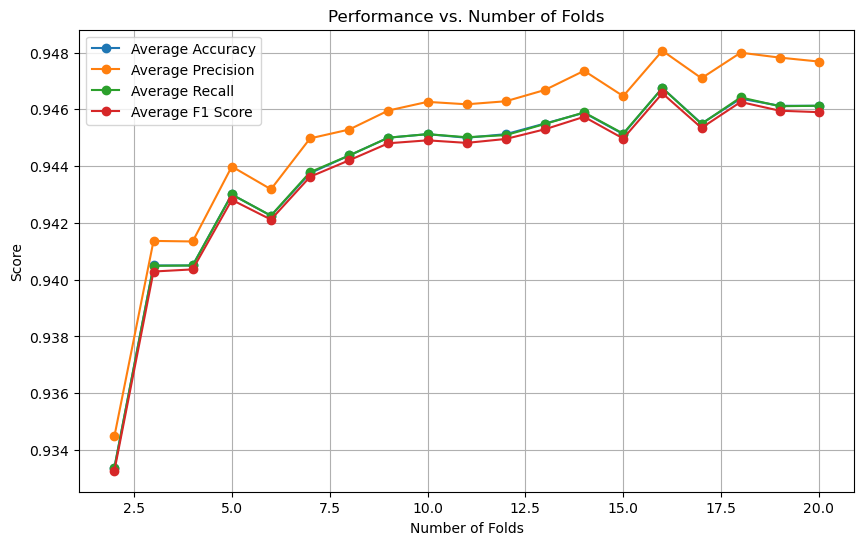 Performance vs. Number of Folds
Average Accuracy
Average Precision
Average Recall
Average F1 Score
0.948
0.946
0.944
0.942
0.940
0.938
0.936
0.934
Score
2.5 5.0 7.5 10.0 12.5 15.0 17.5 20.0
Number of Folds